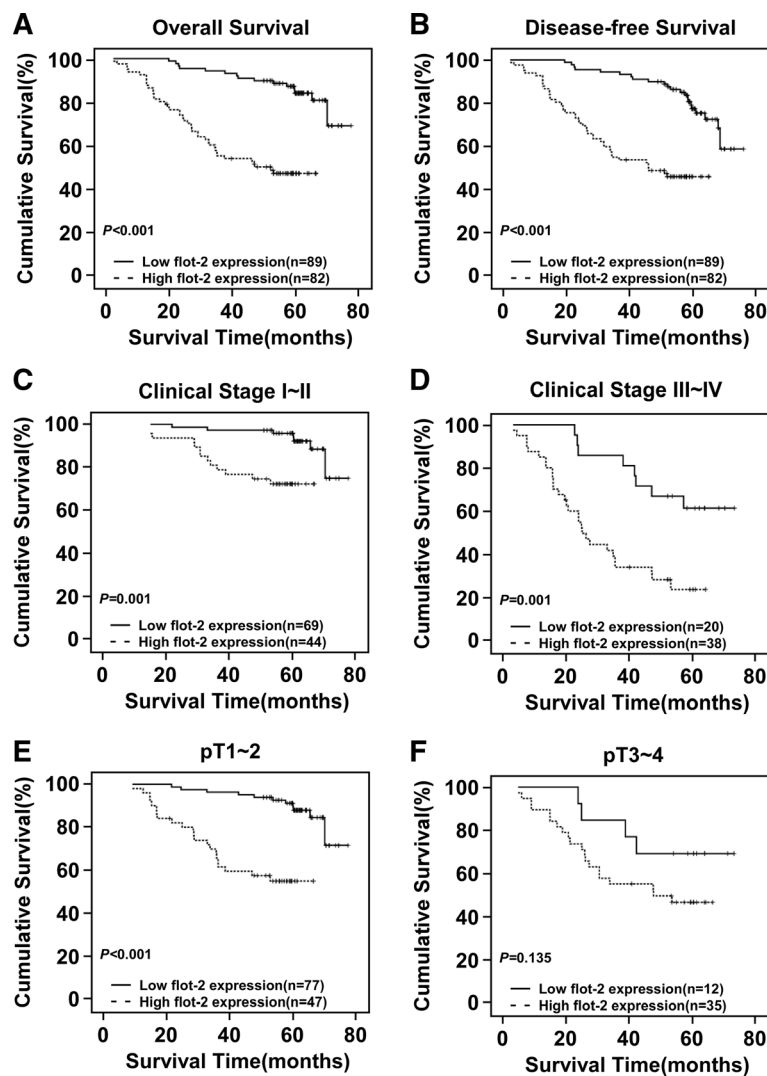 A
Overall Survival
Cumulative Survival(%)
100
80
60
40
20
0
P<0.001
Low flot-2 expression(n=89)
High flot-2 expression(n=82)
0 20 40 60 80
Survival Time(months)
B
Disease-free Survival
Cumulative Survival(%)
100
80
60
40
20
0
P<0.001
Low flot-2 expression(n=89)
High flot-2 expression(n=82)
0 20 40 60 80
Survival Time(months)
C
Clinical Stage I~II
Cumulative Survival(%)
100
80
60
40
20
0
P=0.001
Low flot-2 expression(n=69)
High flot-2 expression(n=44)
0 20 40 60 80
Survival Time(months)
D
Clinical Stage III~IV
Cumulative Survival(%)
100
80
60
40
20
0
P=0.001
Low flot-2 expression(n=20)
High flot-2 expression(n=38)
0 20 40 60 80
Survival Time(months)
E
pT1~2
Cumulative Survival(%)
100
80
60
40
20
0
P<0.001
Low flot-2 expression(n=77)
High flot-2 expression(n=47)
0 20 40 60 80
Survival Time(months)
F
pT3~4
Cumulative Survival(%)
100
80
60
40
20
0
P=0.135
Low flot-2 expression(n=12)
High flot-2 expression(n=35)
0 20 40 60 80
Survival Time(months)